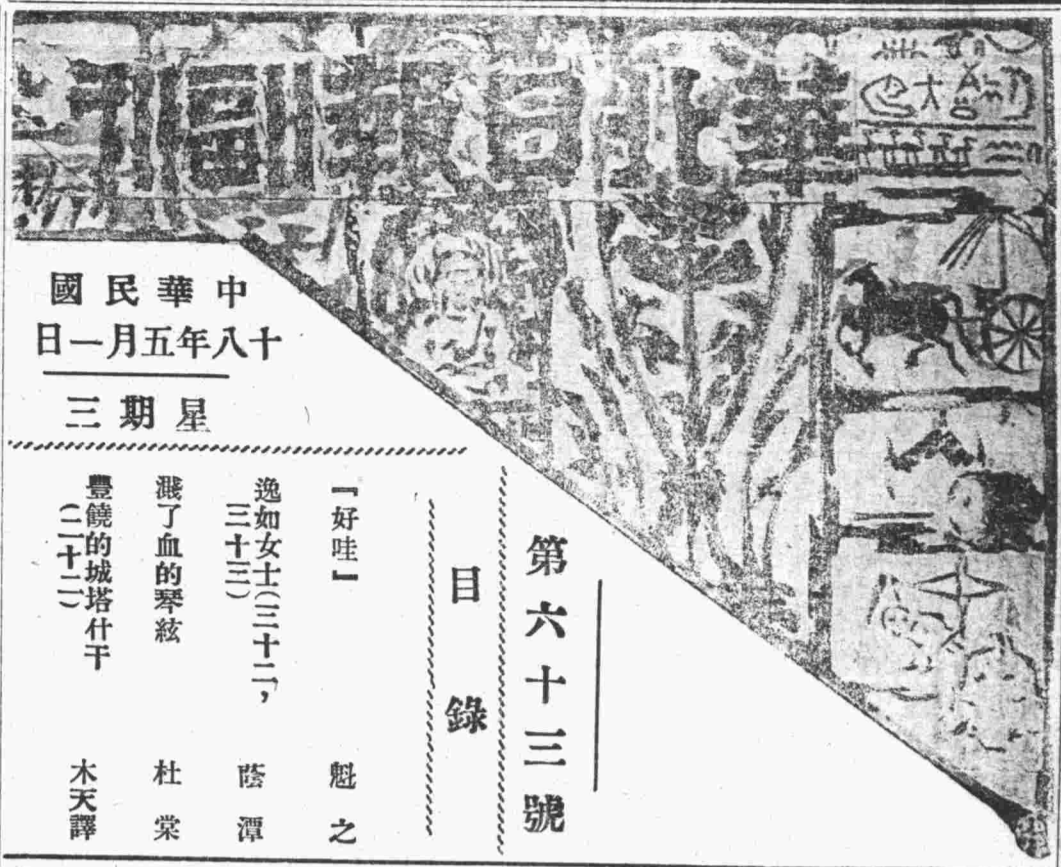 華北日報副刊
中華民國
十八年五月一日
星期三
第六十三號
目錄
『好哇』 魁之
逸如女士(三十二，
三十三) 蔭潭
濺了血的琴絃 杜棠
豐饒的城塔什干
(二十二) 木天譯